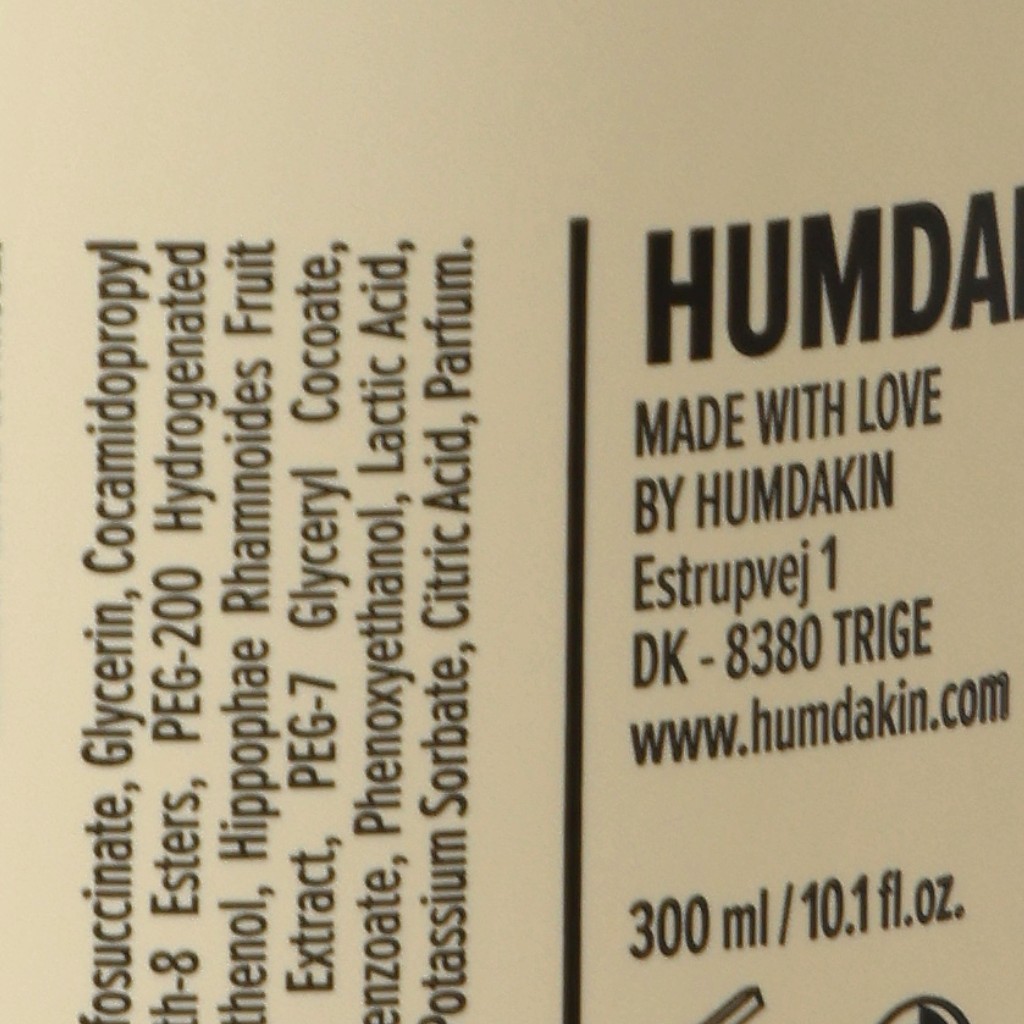 fosuccinate, Glycerin, Cocamidopropyl
th-8 Esters, PEG-200 Hydrogenated
thenol, Hippophae Rhamnoides Fruit
Extract, PEG-7 Glyceryl Cocoate,
enzoate, Phenoxyethanol, Lactic Acid,
Potassium Sorbate, Citric Acid, Parfum.
HUMDA
MADE WITH LOVE
BY HUMDAKIN
Estrupvej 1
DK - 8380 TRIGE
www.humdakin.com
300 ml / 10.1 fl.oz.